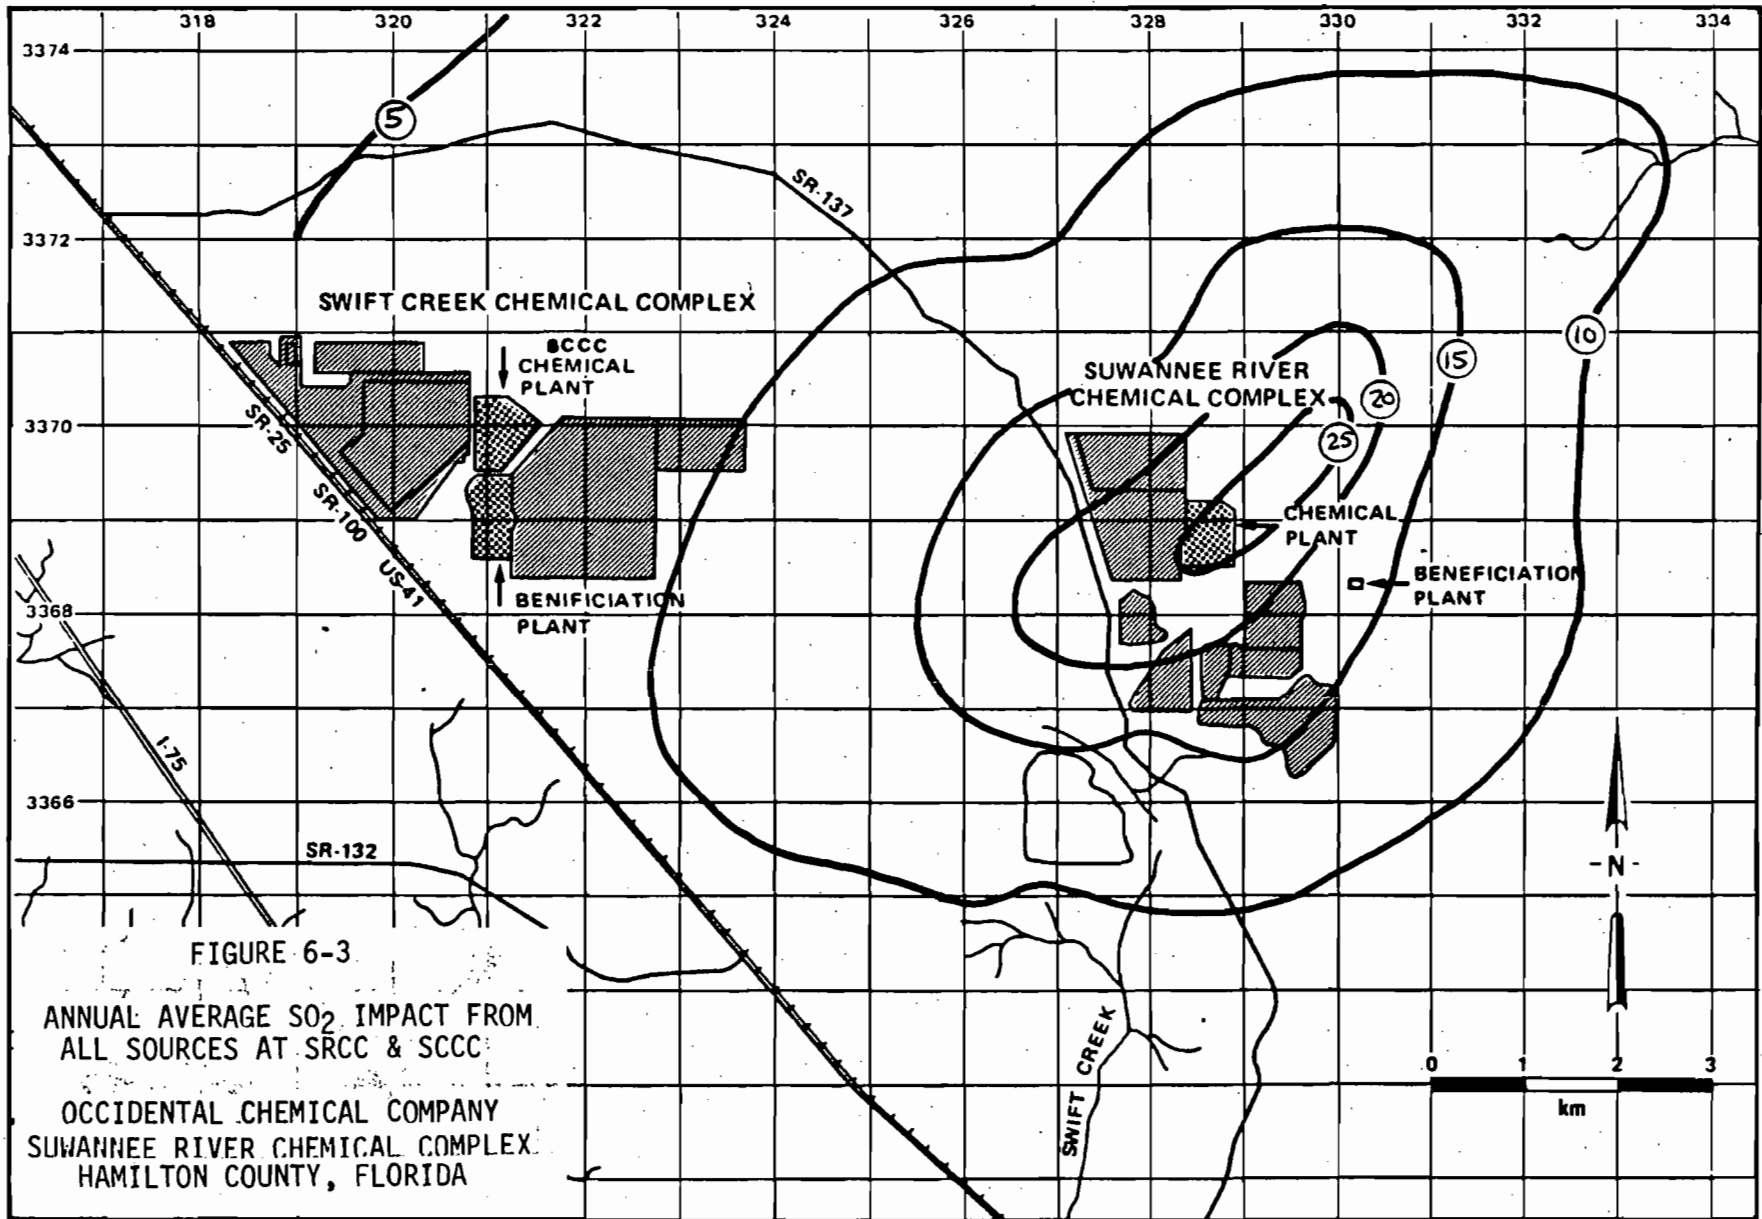 318 320 322 324 326 328 330 332 334
3374
5
SR-137
3372
SWIFT CREEK CHEMICAL COMPLEX
SCCC
CHEMICAL
PLANT
SUWANNEE RIVER
CHEMICAL COMPLEX
10
15
20
25
3370
SR-25
SR-100
US-41
CHEMICAL
PLANT
BENEFICIATION
PLANT
3368
BENIFICIATION
PLANT
I-75
3366
SR-132
-N-
SWIFT CREEK
0 1 2 3
km
FIGURE 6-3
ANNUAL AVERAGE SO2 IMPACT FROM
ALL SOURCES AT SRCC & SCCC
OCCIDENTAL CHEMICAL COMPANY
SUWANNEE RIVER CHEMICAL COMPLEX
HAMILTON COUNTY, FLORIDA